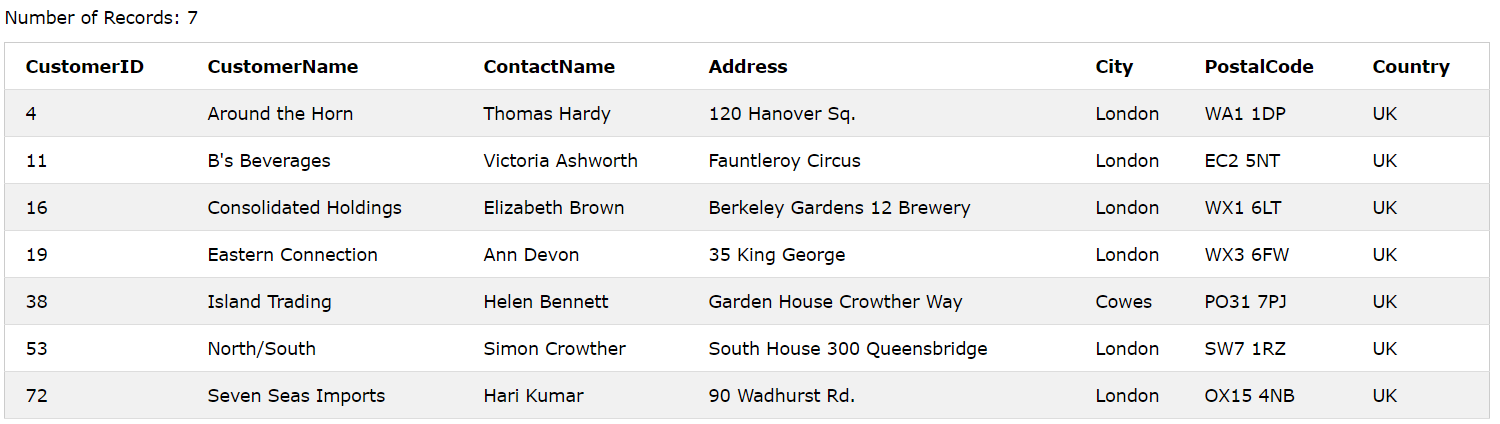 Number of Records: 7
CustomerID CustomerName ContactName Address City PostalCode Country
4 Around the Horn Thomas Hardy 120 Hanover Sq. London WA1 1DP UK
11 B's Beverages Victoria Ashworth Fauntleroy Circus London EC2 5NT UK
16 Consolidated Holdings Elizabeth Brown Berkeley Gardens 12 Brewery London WX1 6LT UK
19 Eastern Connection Ann Devon 35 King George London WX3 6FW UK
38 Island Trading Helen Bennett Garden House Crowther Way Cowes PO31 7PJ UK
53 North/South Simon Crowther South House 300 Queensbridge London SW7 1RZ UK
72 Seven Seas Imports Hari Kumar 90 Wadhurst Rd. London OX15 4NB UK